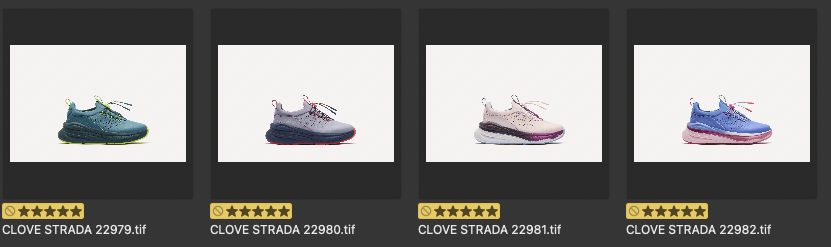 CLOVE STRADA 22979.tif
CLOVE STRADA 22980.tif
CLOVE STRADA 22981.tif
CLOVE STRADA 22982.tif